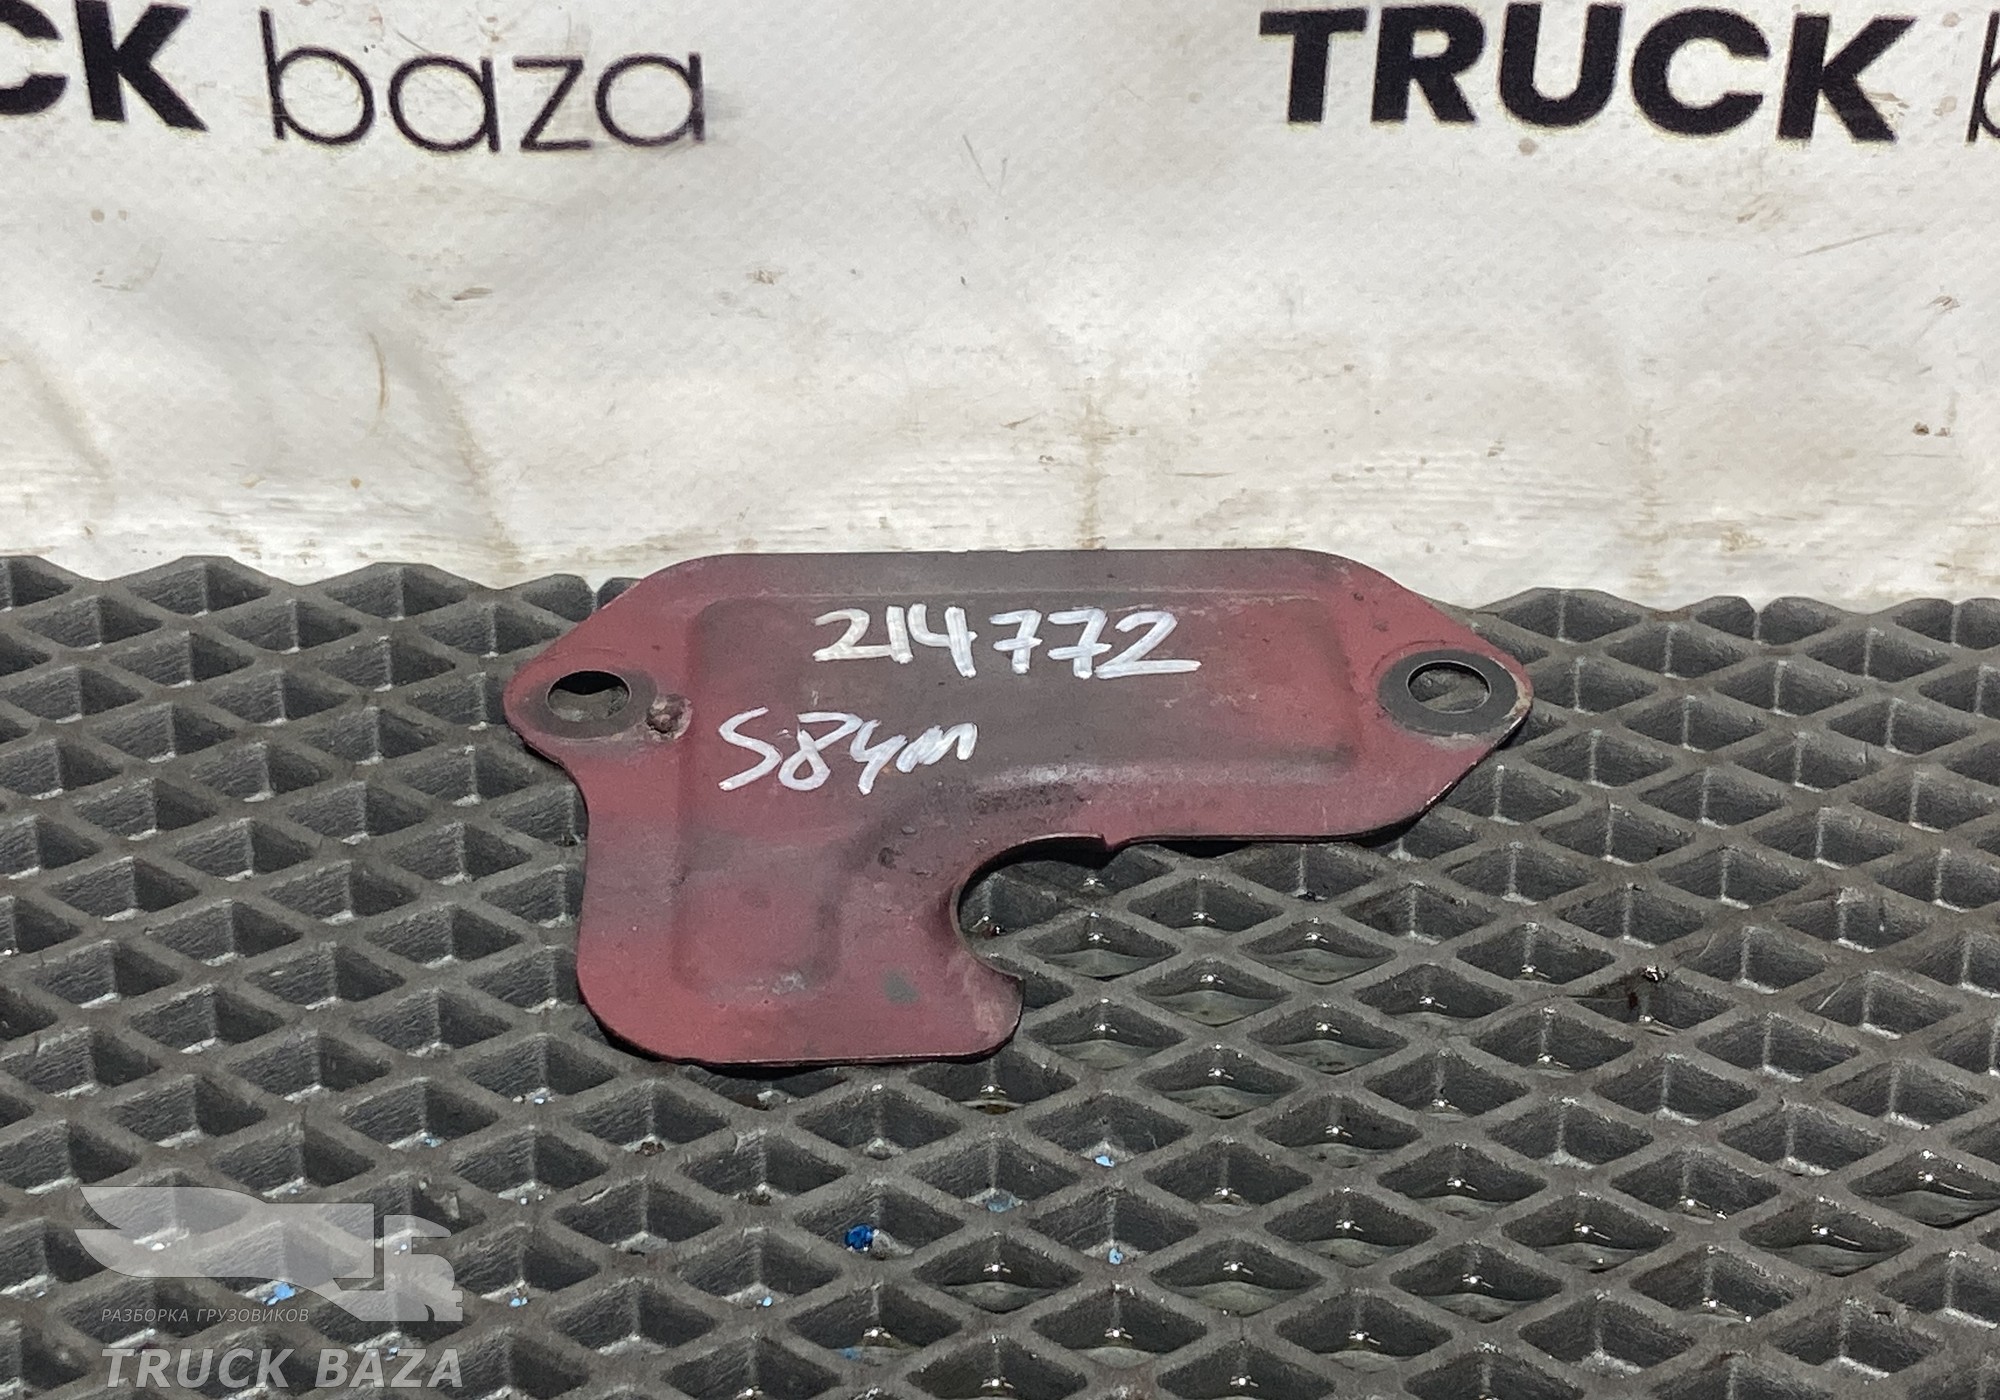 CK baza TRUCK b
214772
S84m
РАЗБОРКА ГРУЗОВИКОВ
TRUCK BAZA